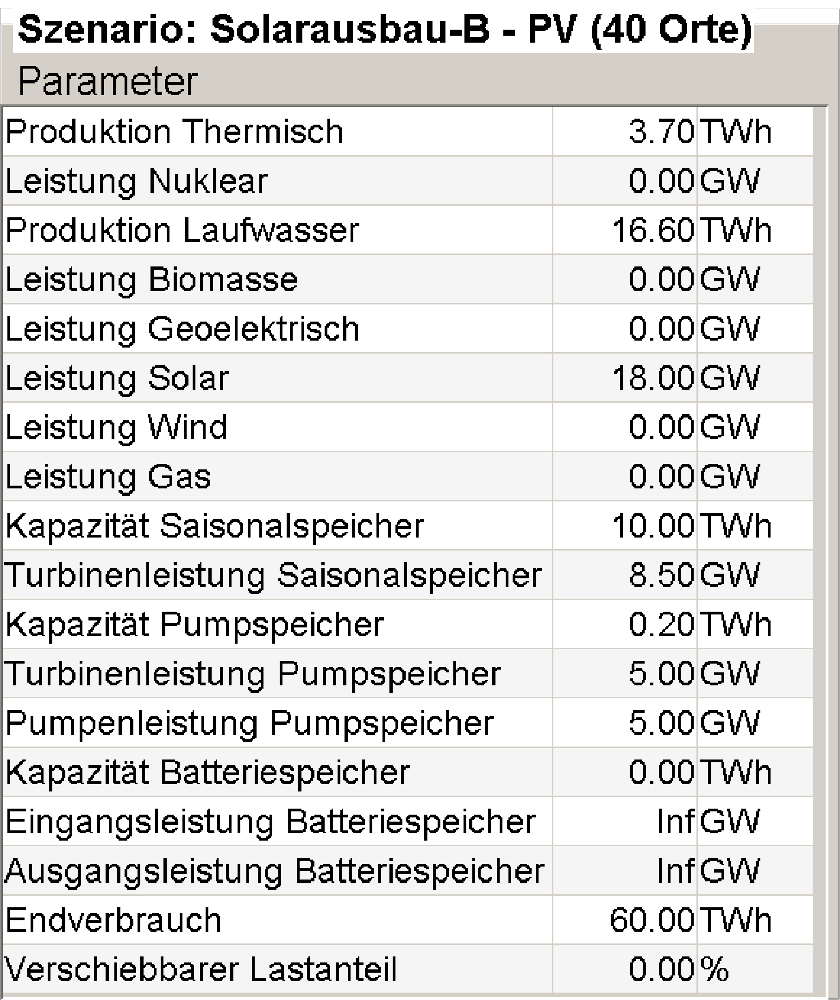 Szenario: Solarausbau-B - PV (40 Orte)
Parameter
Produktion Thermisch 3.70 TWh
Leistung Nuklear 0.00 GW
Produktion Laufwasser 16.60 TWh
Leistung Biomasse 0.00 GW
Leistung Geoelektrisch 0.00 GW
Leistung Solar 18.00 GW
Leistung Wind 0.00 GW
Leistung Gas 0.00 GW
Kapazität Saisonalspeicher 10.00 TWh
Turbinenleistung Saisonalspeicher 8.50 GW
Kapazität Pumpspeicher 0.20 TWh
Turbinenleistung Pumpspeicher 5.00 GW
Pumpenleistung Pumpspeicher 5.00 GW
Kapazität Batteriespeicher 0.00 TWh
Eingangsleistung Batteriespeicher Inf GW
Ausgangsleistung Batteriespeicher Inf GW
Endverbrauch 60.00 TWh
Verschiebbarer Lastanteil 0.00 %